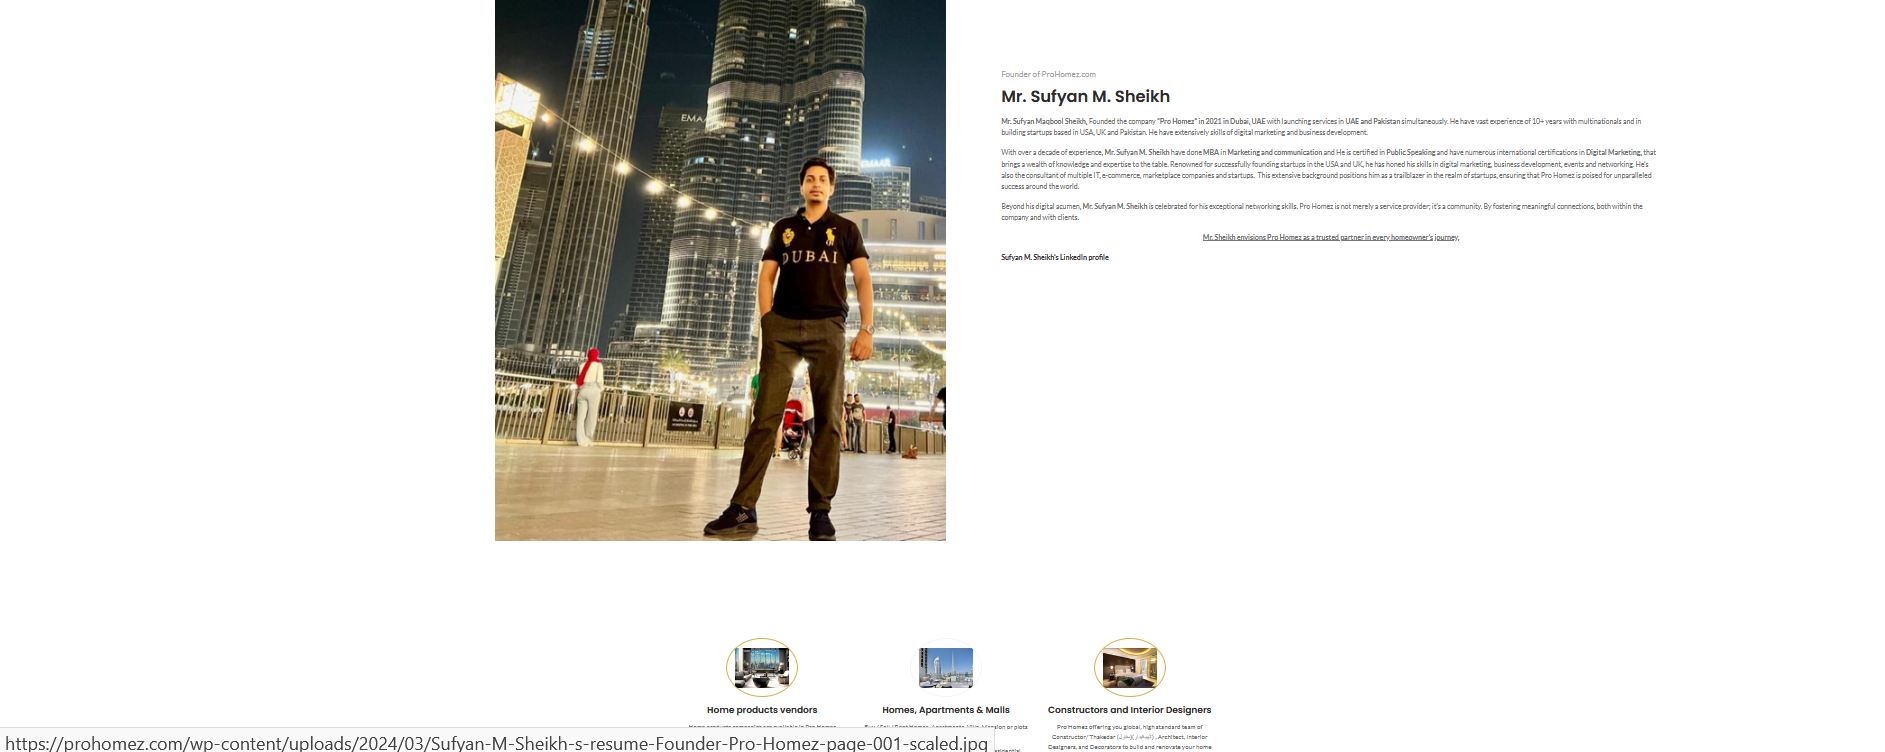 EMAA
EMAAR
DUBAI
Founder of ProHomez.com
Mr. Sufyan M. Sheikh
Mr. Sufyan Maqbool Sheikh, Founded the company "Pro Homez" in 2021 in Dubai, UAE with launching services in UAE and Pakistan simultaneously. He have vast experience of 10+ years with multinationals and in
building startups based in USA, UK and Pakistan. He have extensively skills of digital marketing and business development.
With over a decade of experience, Mr. Sufyan M. Sheikh have done MBA in Marketing and communication and He is certified in Public Speaking and have numerous international certifications in Digital Marketing, that
brings a wealth of knowledge and expertise to the table. Renowned for successfully founding startups in the USA and UK, he has honed his skills in digital marketing, business development, events and networking. He's
also the consultant of multiple IT, e-commerce, marketplace companies and startups. This extensive background positions him as a trailblazer in the realm of startups, ensuring that Pro Homez is poised for unparalleled
success around the world.
Beyond his digital acumen, Mr. Sufyan M. Sheikh is celebrated for his exceptional networking skills. Pro Homez is not merely a service provider; it's a community. By fostering meaningful connections, both within the
company and with clients.
Mr. Sheikh envisions Pro Homez as a trusted partner in every homeowner's journey.
Sufyan M. Sheikh's LinkedIn profile
Home products vendors
Homes, Apartments & Malls
Constructors and Interior Designers
Pro Homez offering you global, high standard team of
Constructor/ Thakedar , Architect, Interior
Designers, and Decorators to build and renovate your home
https://prohomez.com/wp-content/uploads/2024/03/Sufyan-M-Sheikh-s-resume-Founder-Pro-Homez-page-001-scaled.jpg